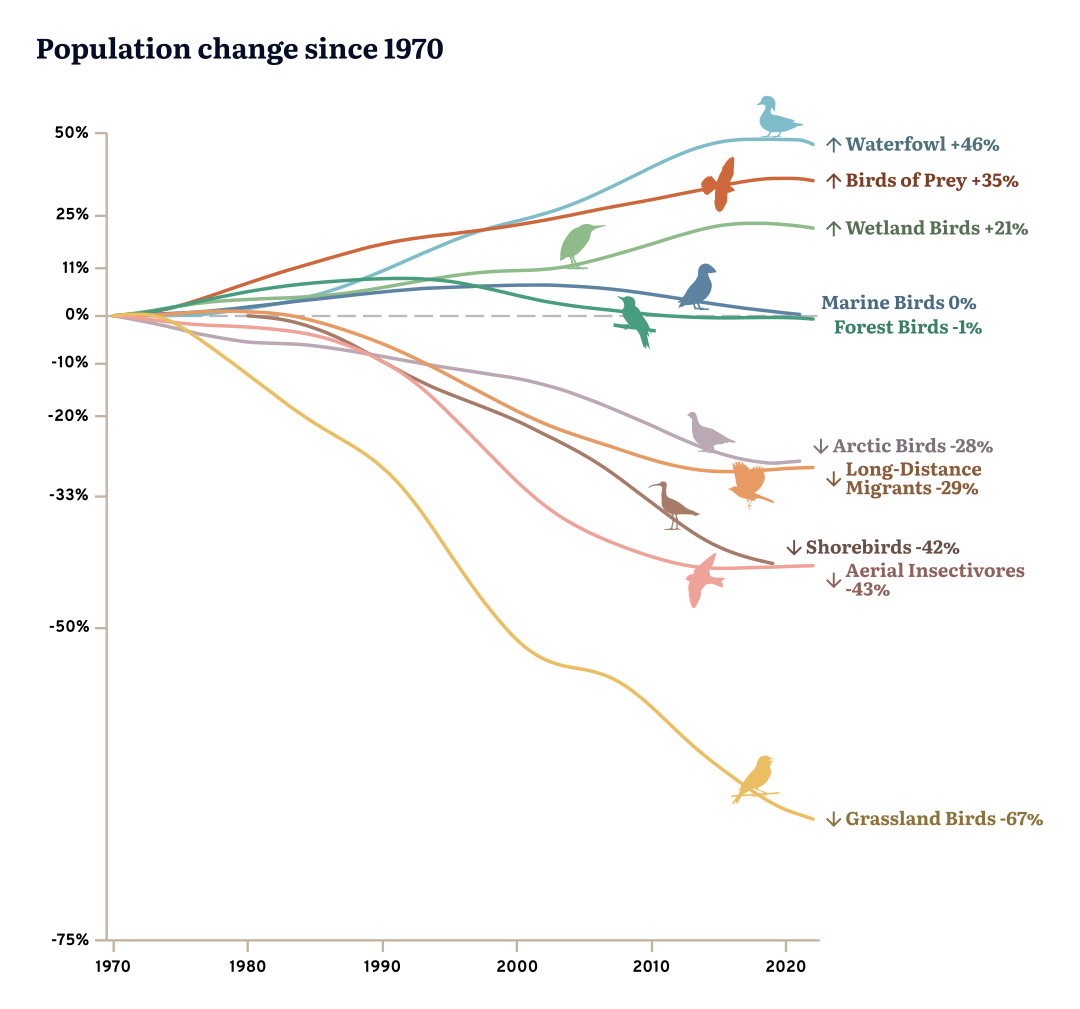 Population change since 1970
50%
25%
11%
0%
-10%
-20%
-33%
-50%
-75%
↑ Waterfowl +46%
↑ Birds of Prey +35%
↑ Wetland Birds +21%
Marine Birds 0%
Forest Birds -1%
↓ Arctic Birds -28%
↓ Long-Distance
Migrants -29%
↓ Shorebirds -42%
↓ Aerial Insectivores
-43%
↓ Grassland Birds -67%
1970 1980 1990 2000 2010 2020